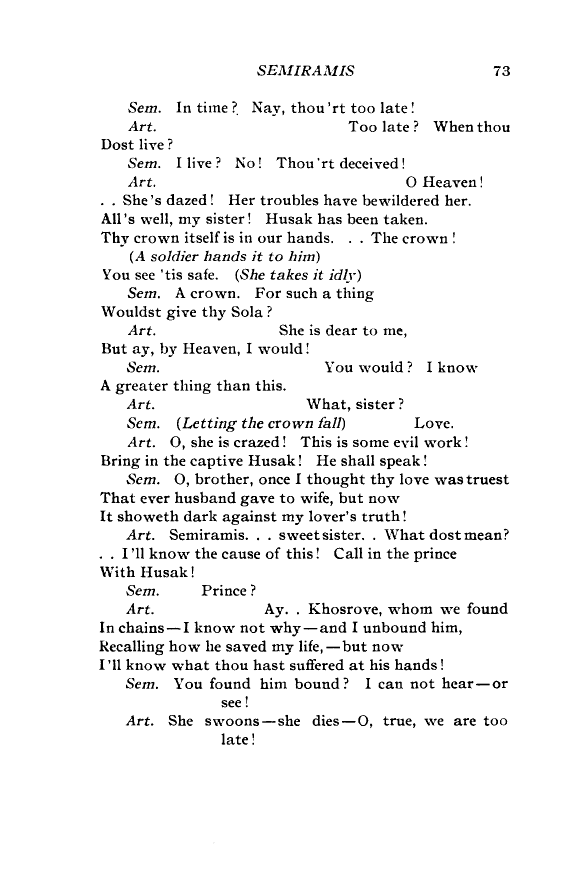 SEMIRAMIS 73
Sem. In time? Nay, thou'rt too late!
Art. Too late? When thou
Dost live?
Sem. I live? No! Thou'rt deceived!
Art. O Heaven!
. . She's dazed! Her troubles have bewildered her.
All's well, my sister! Husak has been taken.
Thy crown itself is in our hands. . . The crown!
(A soldier hands it to him)
You see 'tis safe. (She takes it idly)
Sem. A crown. For such a thing
Wouldst give thy Sola?
Art. She is dear to me,
But ay, by Heaven, I would!
Sem. You would? I know
A greater thing than this.
Art. What, sister?
Sem. (Letting the crown fall) Love.
Art. O, she is crazed! This is some evil work!
Bring in the captive Husak! He shall speak!
Sem. O, brother, once I thought thy love was truest
That ever husband gave to wife, but now
It showeth dark against my lover's truth!
Art. Semiramis. . . sweet sister. . What dost mean?
. . I'll know the cause of this! Call in the prince
With Husak!
Sem. Prince?
Art. Ay. . Khosrove, whom we found
In chains—I know not why—and I unbound him,
Recalling how he saved my life,—but now
I'll know what thou hast suffered at his hands!
Sem. You found him bound? I can not hear—or
see!
Art. She swoons—she dies—O, true, we are too
late!